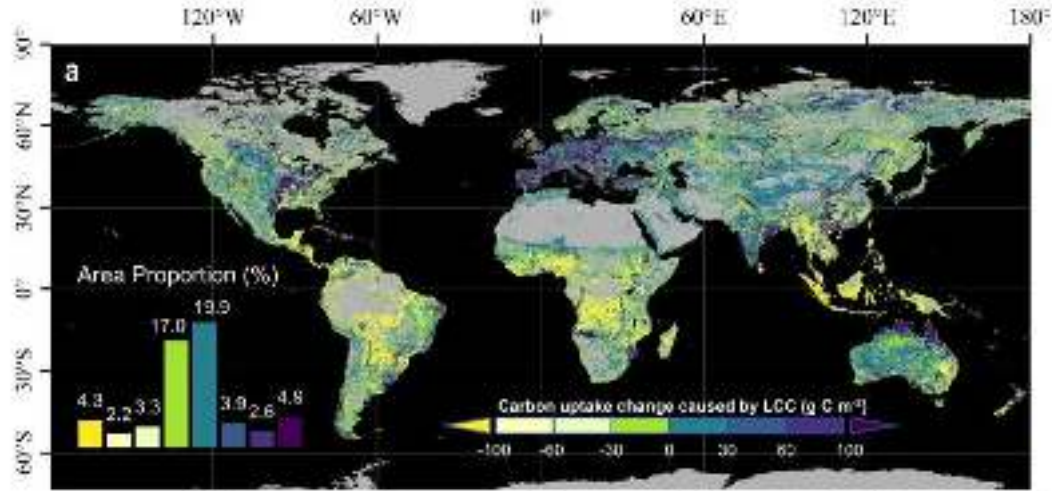 120°W 60°W 0° 60°E 120°E 180°
90°
a
60°N
30°N
0°
30°S
60°S
Area Proportion (%)
4.3 2.2 3.3 17.0 19.9 3.9 2.6 4.8
Carbon uptake change caused by LCC (g C m⁻²)
-100 -60 -30 0 30 60 100